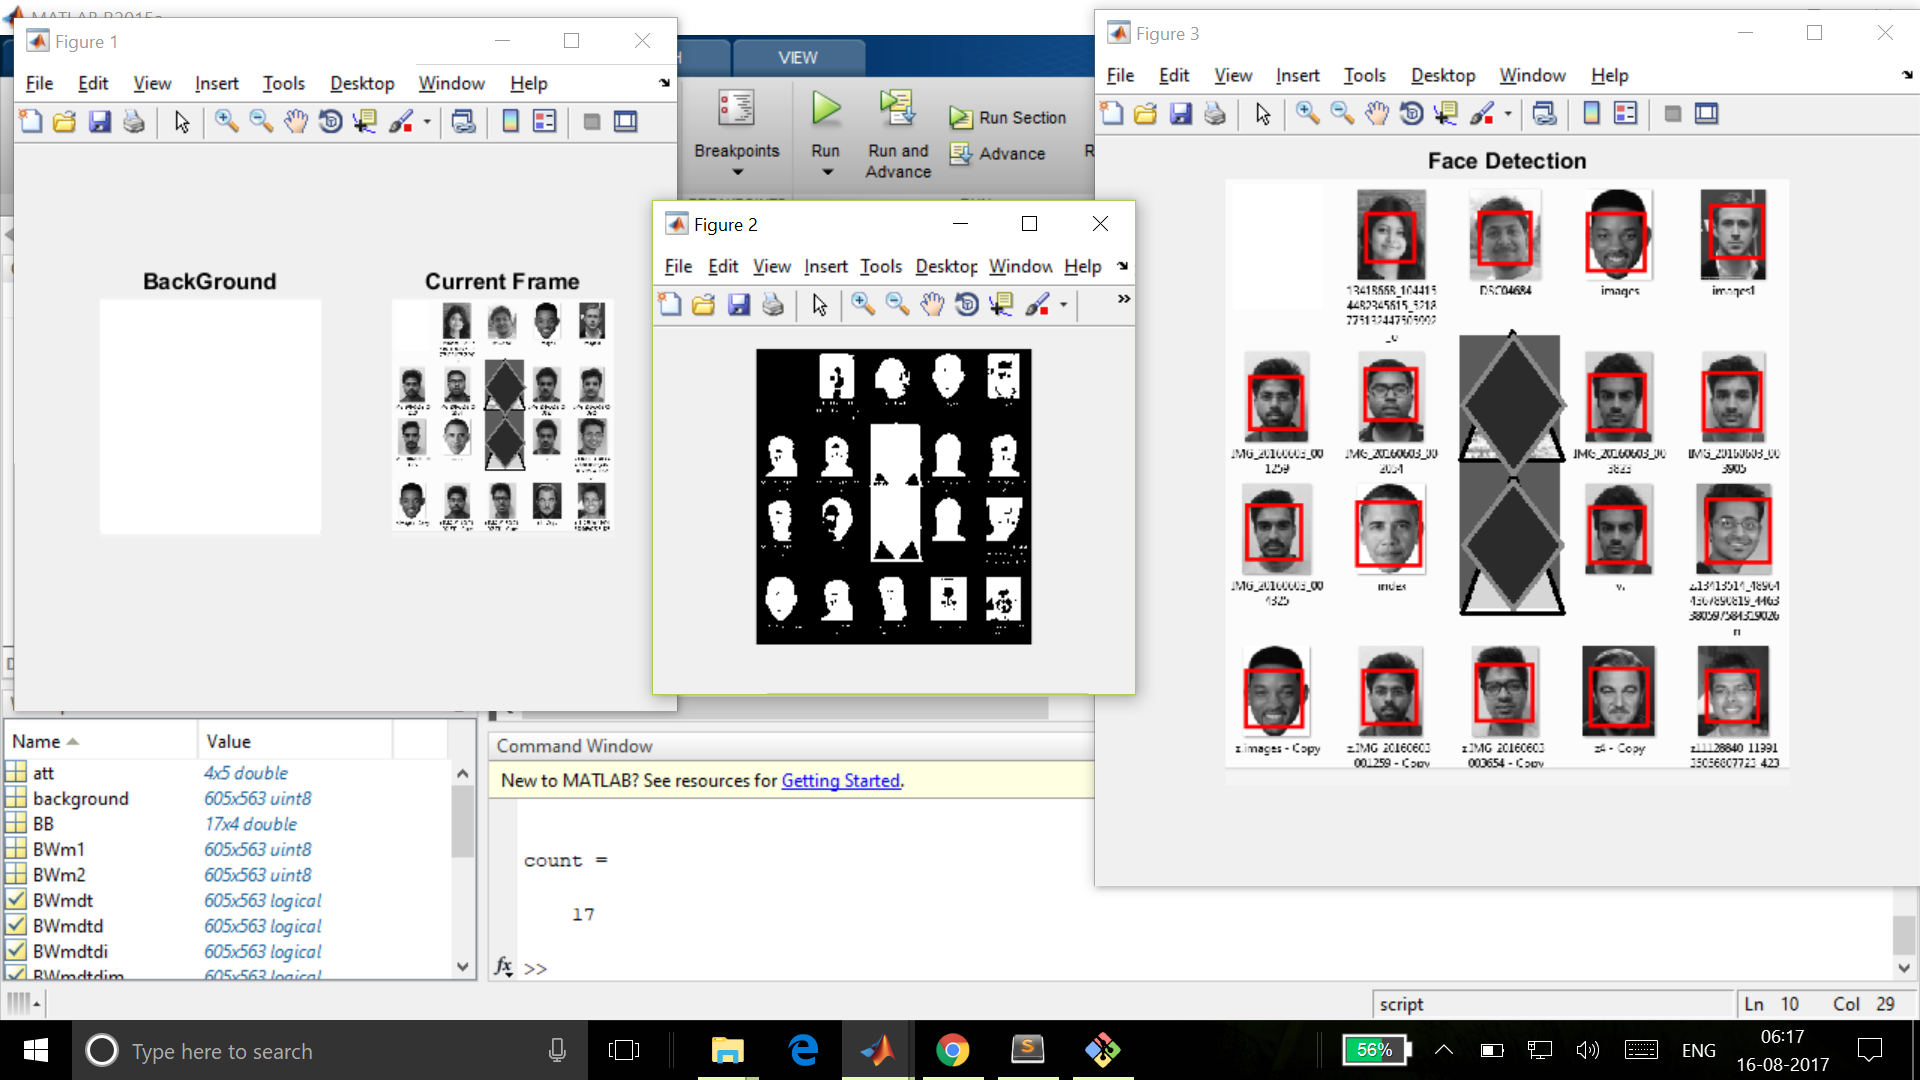 MATLAB R2015a
Figure 1
File Edit View Insert Tools Desktop Window Help
BackGround
Current Frame
VIEW
Breakpoints
Run
Run and
Advance
Run Section
Advance
Figure 2
File Edit View Insert Tools Desktop Window Help
Figure 3
File Edit View Insert Tools Desktop Window Help
Face Detection
DSC04684
images
images1
IMG_20160603_00
1259
IMG_20160603_00
2054
IMG_20160603_00
3823
IMG_20160603_00
3905
IMG_20160603_00
4325
index
z.images - Copy
z.IMG_20160603_
001259 - Copy
z.IMG_20160603_
003654 - Copy
z4 - Copy
Name Value
att 4x5 double
background 605x563 uint8
BB 17x4 double
BWm1 605x563 uint8
BWm2 605x563 uint8
BWmdt 605x563 logical
BWmdtd 605x563 logical
BWmdtdi 605x563 logical
BWmdtdim 605x563 logical
Command Window
New to MATLAB? See resources for Getting Started.
count =
17
fx >>
script
Ln 10 Col 29
Type here to search
56%
ENG
06:17
16-08-2017